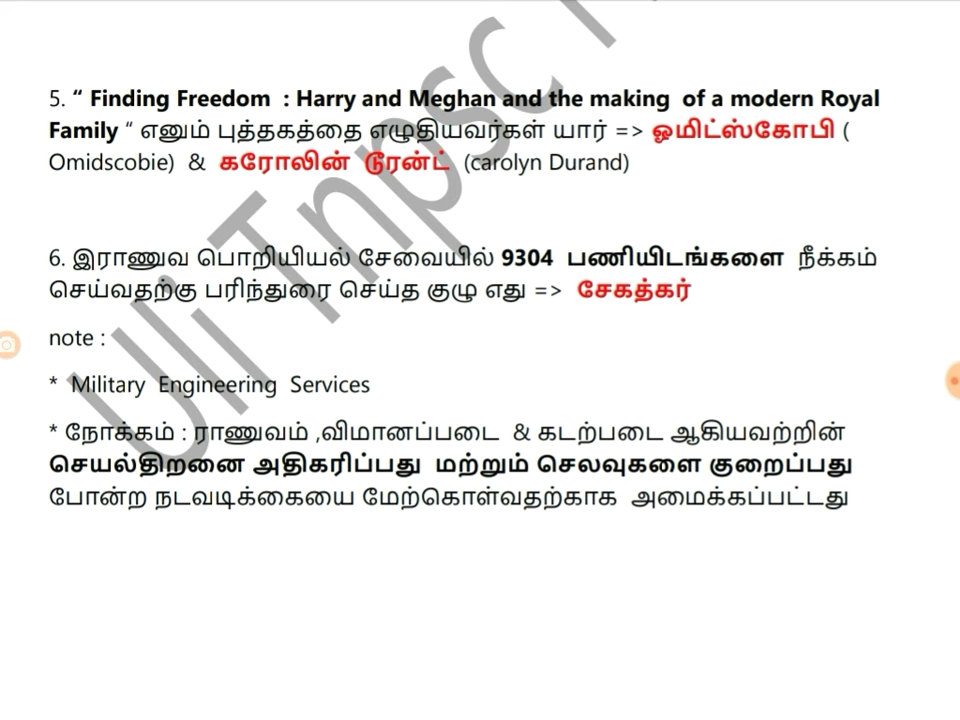 5. “ Finding Freedom : Harry and Meghan and the making of a modern Royal
Family “ எனும் புத்தகத்தை எழுதியவர்கள் யார் => ஓமிட்ஸ்கோபி (
Omidscobie) & கரோலின் டூரன்ட் (carolyn Durand)
6. இராணுவ பொறியியல் சேவையில் 9304 பணியிடங்களை நீக்கம்
செய்வதற்கு பரிந்துரை செய்த குழு எது => சேகத்கர்
note :
* Military Engineering Services
* நோக்கம் : ராணுவம் ,விமானப்படை & கடற்படை ஆகியவற்றின்
செயல்திறனை அதிகரிப்பது மற்றும் செலவுகளை குறைப்பது
போன்ற நடவடிக்கையை மேற்கொள்வதற்காக அமைக்கப்பட்டது